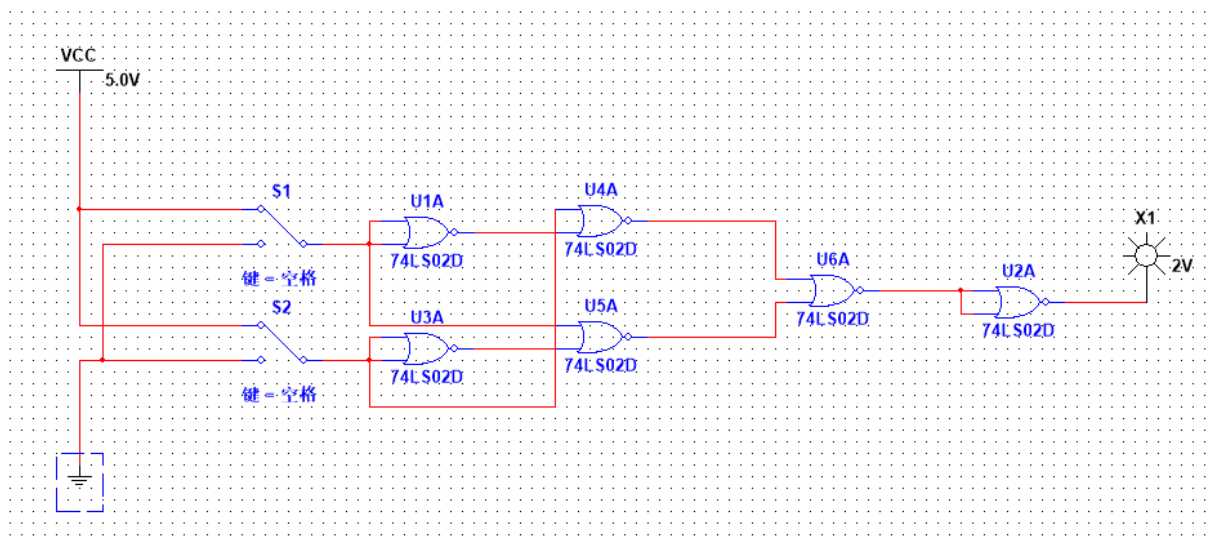 VCC
5.0V
S1
键 = 空格
S2
键 = 空格
U1A
74LS02D
U3A
74LS02D
U4A
74LS02D
U5A
74LS02D
U6A
74LS02D
U2A
74LS02D
X1
2V